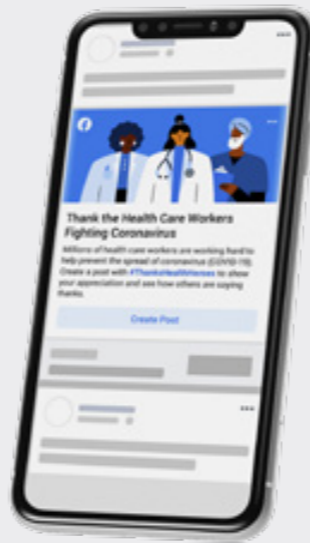 Thank the Health Care Workers
Fighting Coronavirus
Millions of health care workers are working hard to
help prevent the spread of coronavirus (COVID-19).
Create a post with #ThanksHealthHeroes to show
your appreciation and see how others are saying
thanks.
Create Post